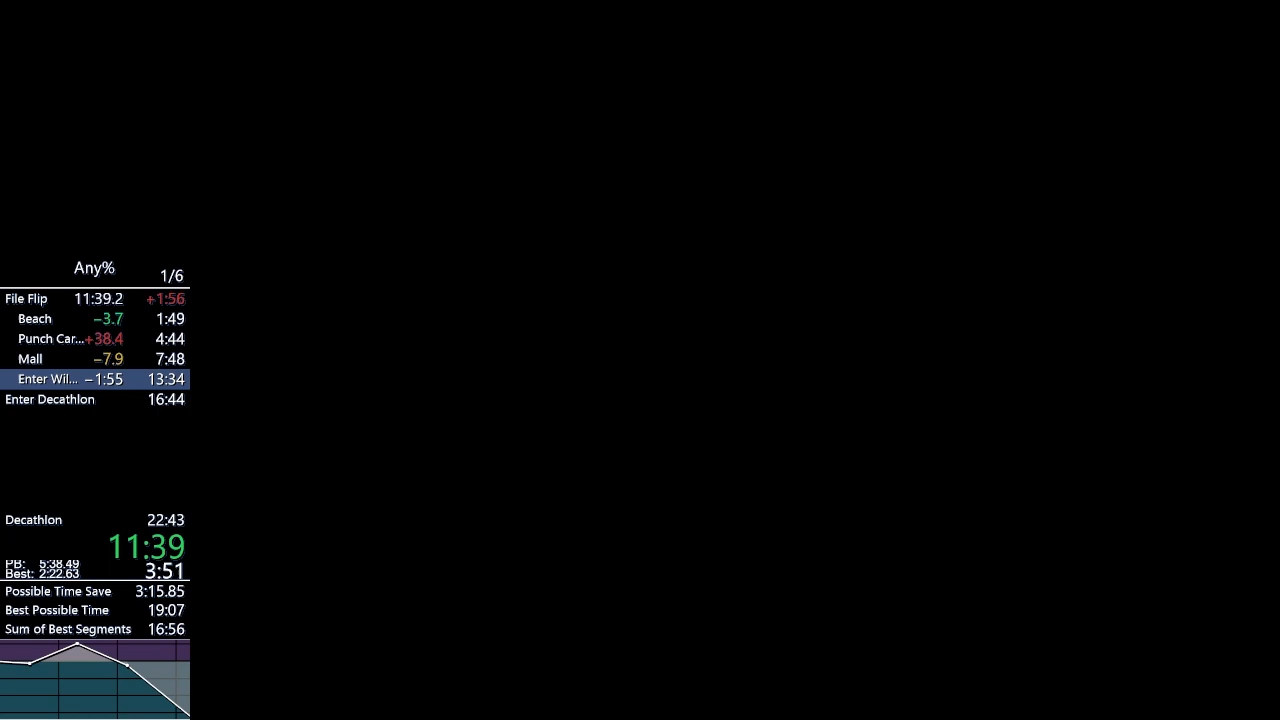 Any%
1/6
File Flip 11:39.2 +1:56
Beach −3.7 1:49
Punch Car... +38.4 4:44
Mall −7.9 7:48
Enter Wil... −1:55 13:34
Enter Decathlon 16:44
Decathlon 22:43
11:39
PB: 5:38.49
Best: 2:22.63 3:51
Possible Time Save 3:15.85
Best Possible Time 19:07
Sum of Best Segments 16:56